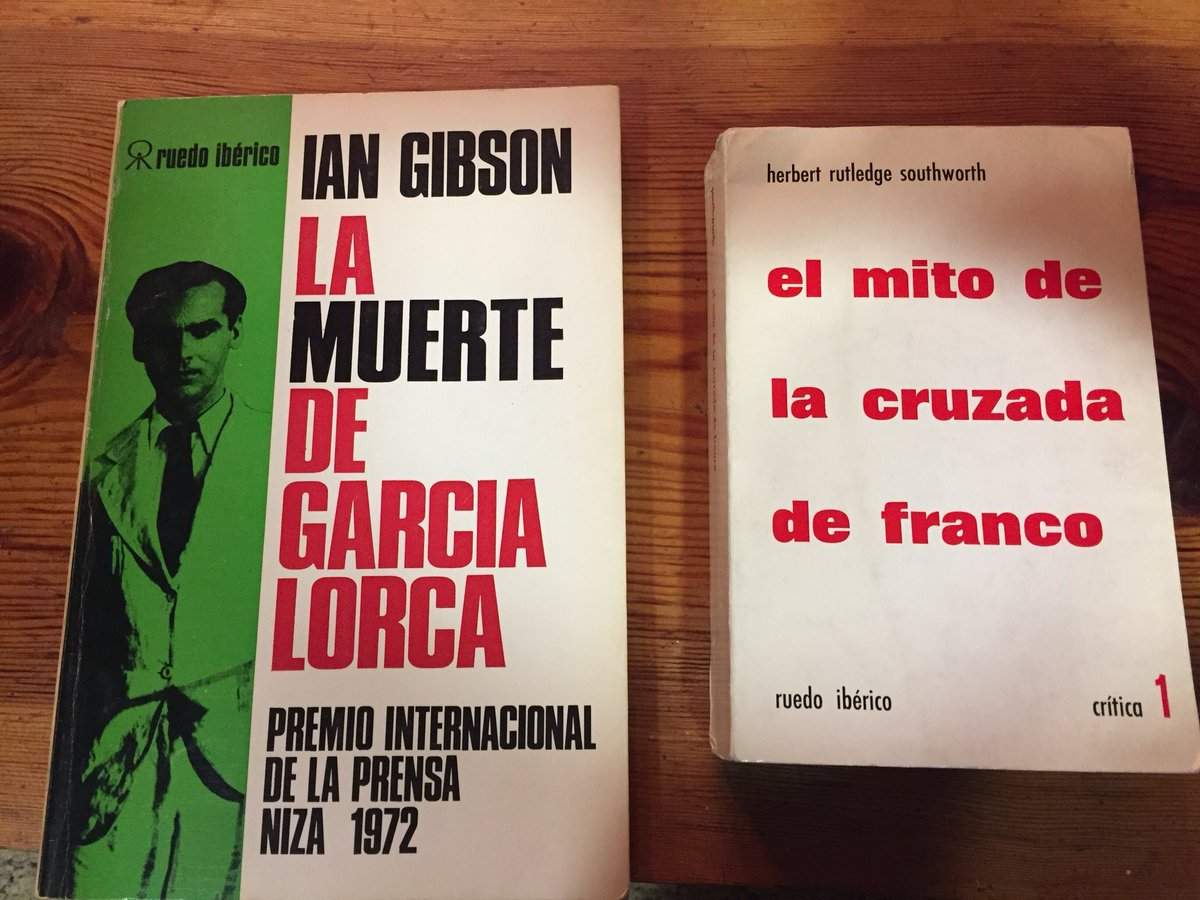 ruedo ibérico
IAN GIBSON
LA
MUERTE
DE
GARCIA
LORCA
PREMIO INTERNACIONAL
DE LA PRENSA
NIZA 1972
herbert rutledge southworth
el mito de
la cruzada
de franco
ruedo ibérico
crítica 1